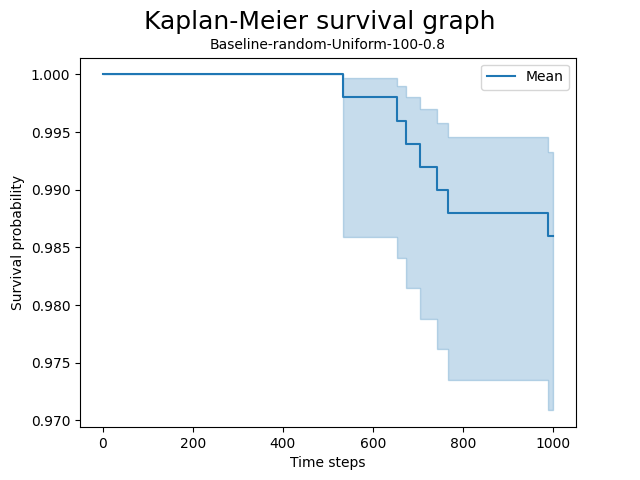 Kaplan-Meier survival graph
Baseline-random-Uniform-100-0.8
Mean
Survival probability
1.000
0.995
0.990
0.985
0.980
0.975
0.970
0 200 400 600 800 1000
Time steps